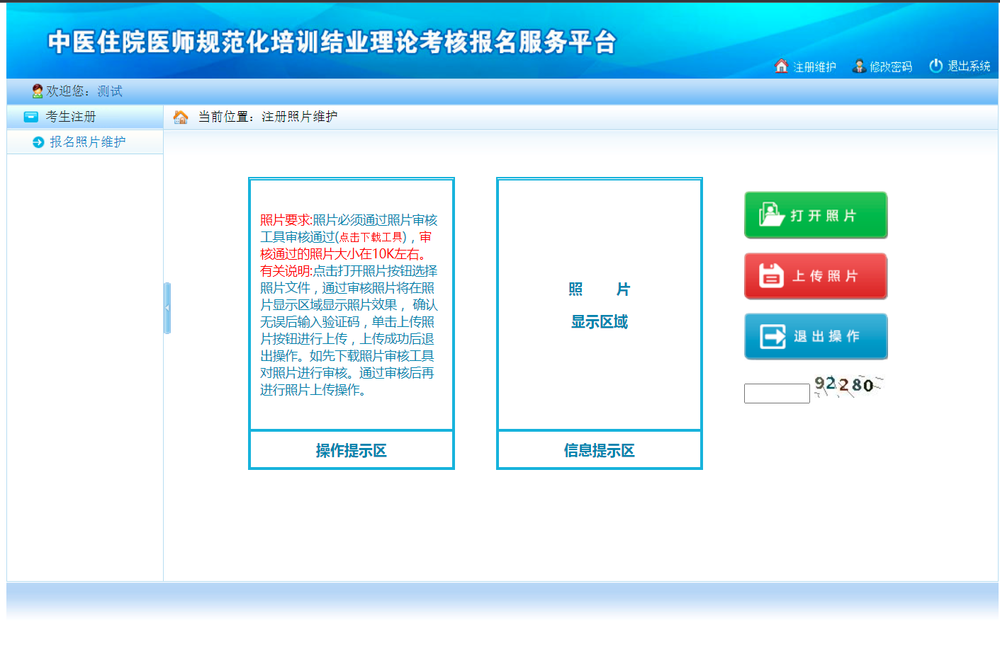 中医住院医师规范化培训结业理论考核报名服务平台
注册维护 修改密码 退出系统
欢迎您：测试
考生注册
当前位置：注册照片维护
报名照片维护
照片要求:照片必须通过照片审核
工具审核通过(点击下载工具)，审
核通过的照片大小在10K左右。
有关说明:点击打开照片按钮选择
照片文件，通过审核照片将在照
片显示区域显示照片效果， 确认
无误后输入验证码，单击上传照
片按钮进行上传，上传成功后退
出操作。如先下载照片审核工具
对照片进行审核。通过审核后再
进行照片上传操作。
操作提示区
照 片
显示区域
信息提示区
打开照片
上传照片
退出操作
92280